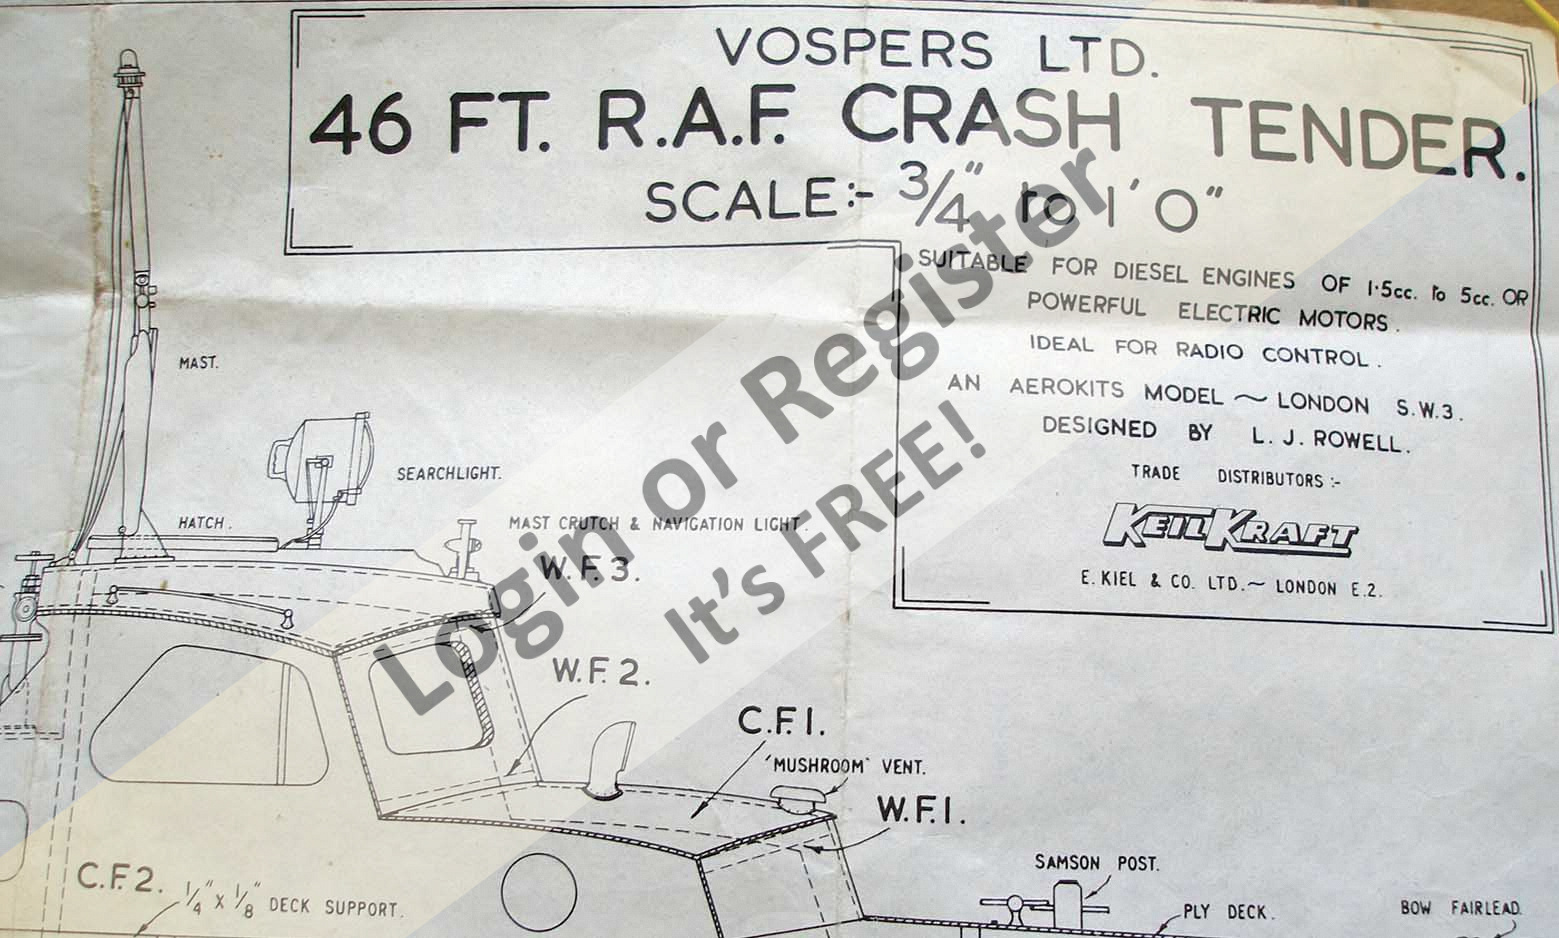 VOSPERS LTD.
46 FT. R.A.F. CRASH TENDER.
SCALE:- 3/4" to 1' 0"
SUITABLE FOR DIESEL ENGINES OF 1·5cc. to 5cc. OR
POWERFUL ELECTRIC MOTORS.
IDEAL FOR RADIO CONTROL.
AN AEROKITS MODEL ~ LONDON S.W.3.
DESIGNED BY L. J. ROWELL.
TRADE DISTRIBUTORS:-
KEILKRAFT
E. KIEL & CO. LTD. ~ LONDON E.2.
MAST.
SEARCHLIGHT.
HATCH.
MAST CRUTCH & NAVIGATION LIGHT.
W.F.3.
W.F.2.
C.F.1.
'MUSHROOM' VENT.
W.F.1.
SAMSON POST.
C.F.2.
1/4" X 1/8" DECK SUPPORT.
PLY DECK.
BOW FAIRLEAD.
Login or Register
It's FREE!